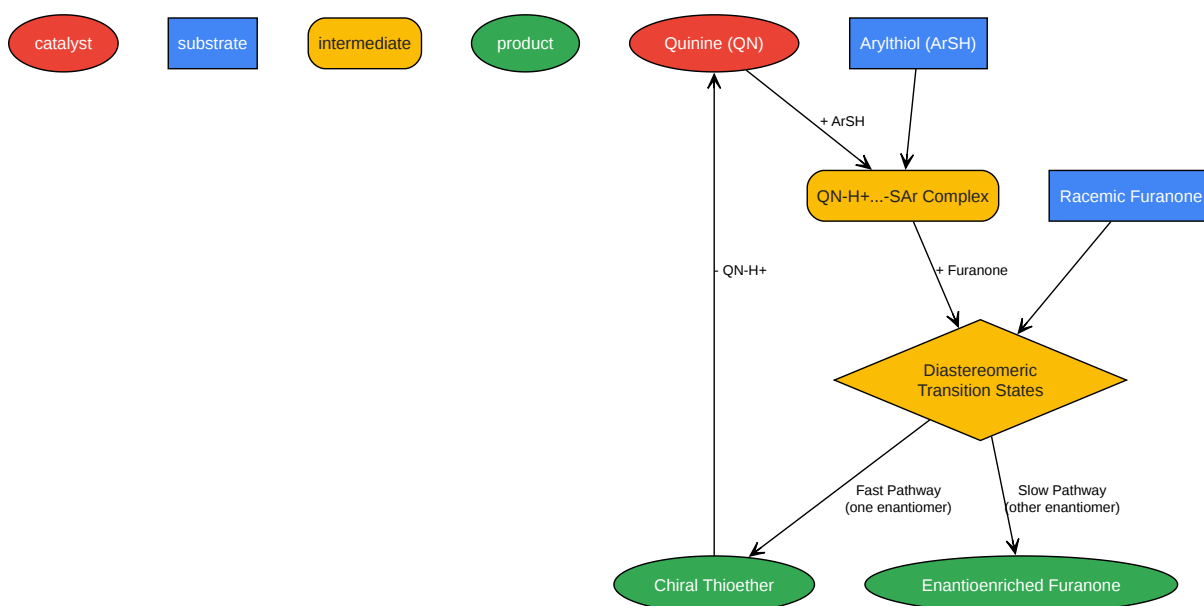 catalyst
substrate
intermediate
product
Quinine (QN)
Arylthiol (ArSH)
+ ArSH
QN-H+...-SAr Complex
Racemic Furanone
- QN-H+
+ Furanone
Diastereomeric
Transition States
Fast Pathway
(one enantiomer)
Slow Pathway
(other enantiomer)
Chiral Thioether
Enantioenriched Furanone